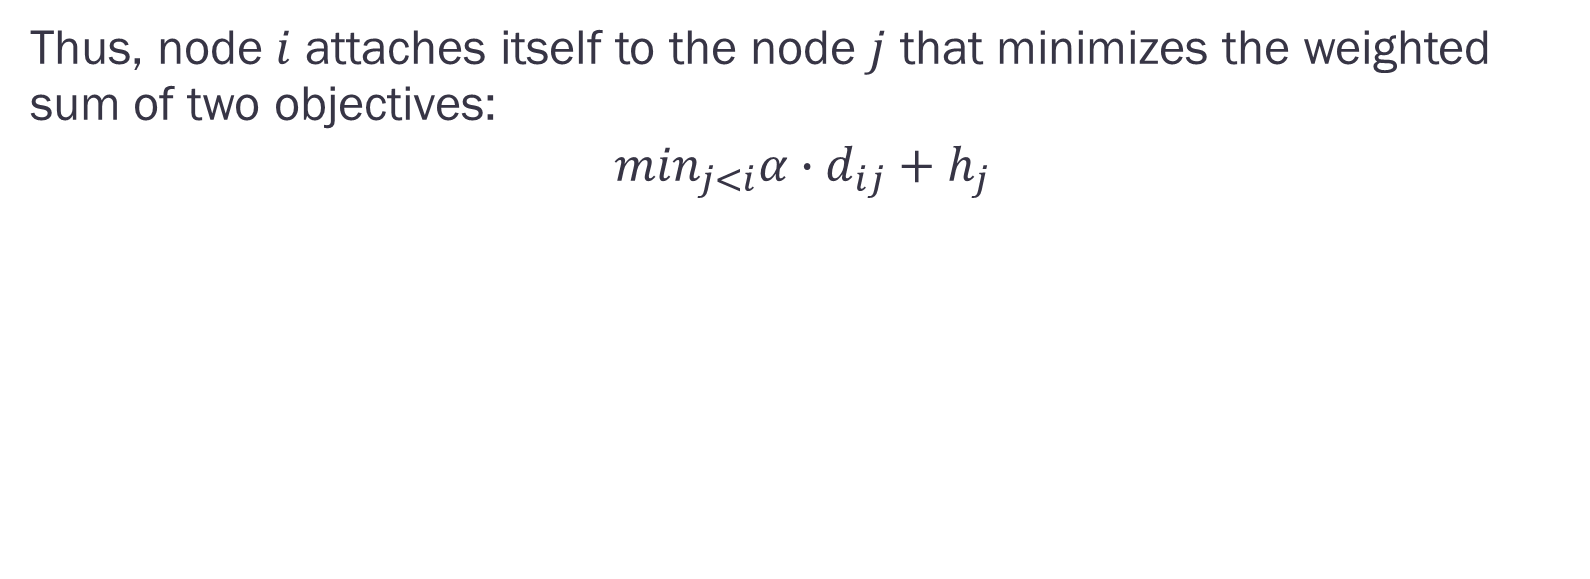 Thus, node i attaches itself to the node j that minimizes the weighted
sum of two objectives:
min_{j<i} α · d_{ij} + h_j